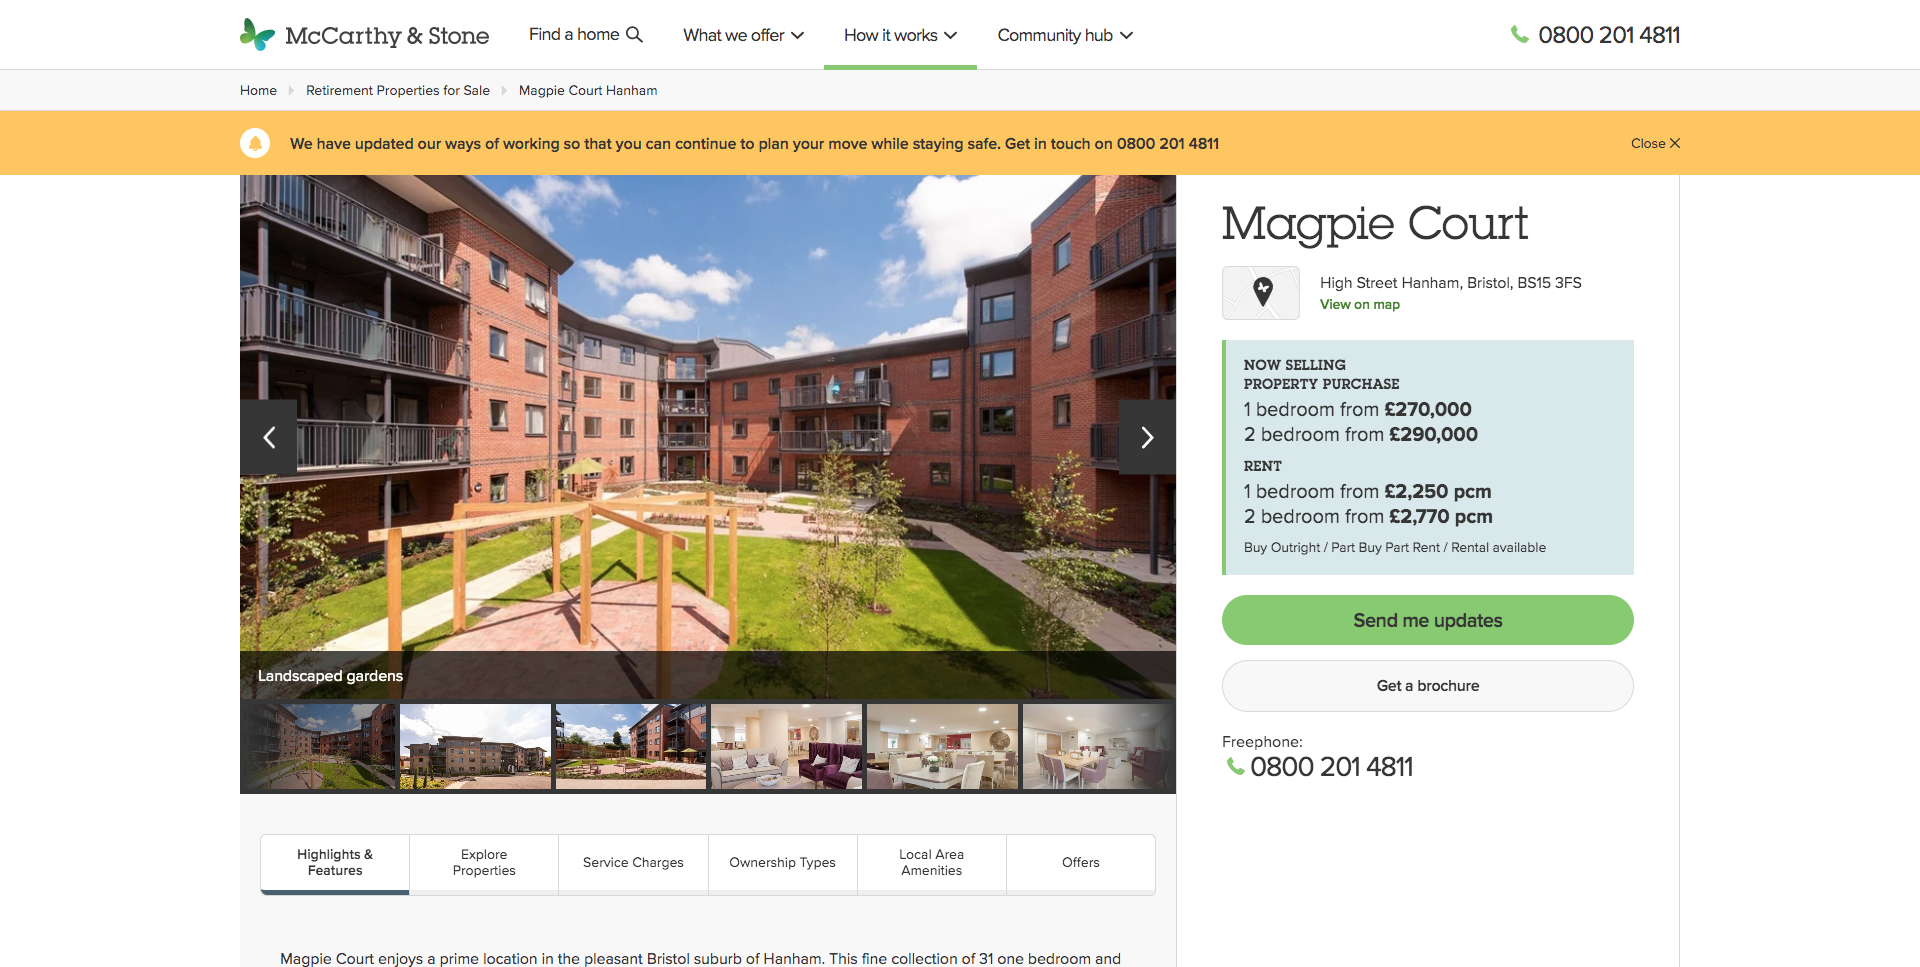 McCarthy & Stone
Find a home
What we offer
How it works
Community hub
0800 201 4811
Home
Retirement Properties for Sale
Magpie Court Hanham
We have updated our ways of working so that you can continue to plan your move while staying safe. Get in touch on 0800 201 4811
Close
Magpie Court
High Street Hanham, Bristol, BS15 3FS
View on map
NOW SELLING
PROPERTY PURCHASE
1 bedroom from £270,000
2 bedroom from £290,000
RENT
1 bedroom from £2,250 pcm
2 bedroom from £2,770 pcm
Buy Outright / Part Buy Part Rent / Rental available
Send me updates
Get a brochure
Freephone:
0800 201 4811
Landscaped gardens
Highlights &
Features
Explore
Properties
Service Charges
Ownership Types
Local Area
Amenities
Offers
Magpie Court enjoys a prime location in the pleasant Bristol suburb of Hanham. This fine collection of 31 one bedroom and